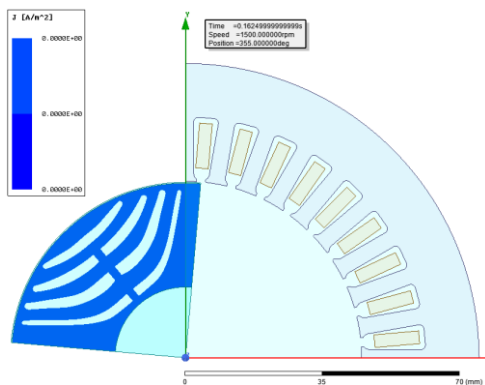 J [A/m^2]
0.0000E+00
0.0000E+00
0.0000E+00
Y
Time =0.16249999999999s
Speed =1500.000000rpm
Position =355.000000deg
0 35 70 (mm)